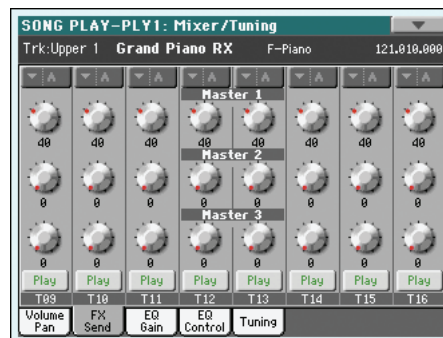 SONG PLAY-PLY1: Mixer/Tuning
Trk:Upper 1 Grand Piano RX F-Piano 121.010.000
A A A A A A A A
Master 1
40 40 40 40 40 40 40 40
Master 2
0 0 0 0 0 0 0 0
Master 3
0 0 0 0 0 0 0 0
Play Play Play Play Play Play Play Play
T09 T10 T11 T12 T13 T14 T15 T16
Volume Pan FX Send EQ Gain EQ Control Tuning